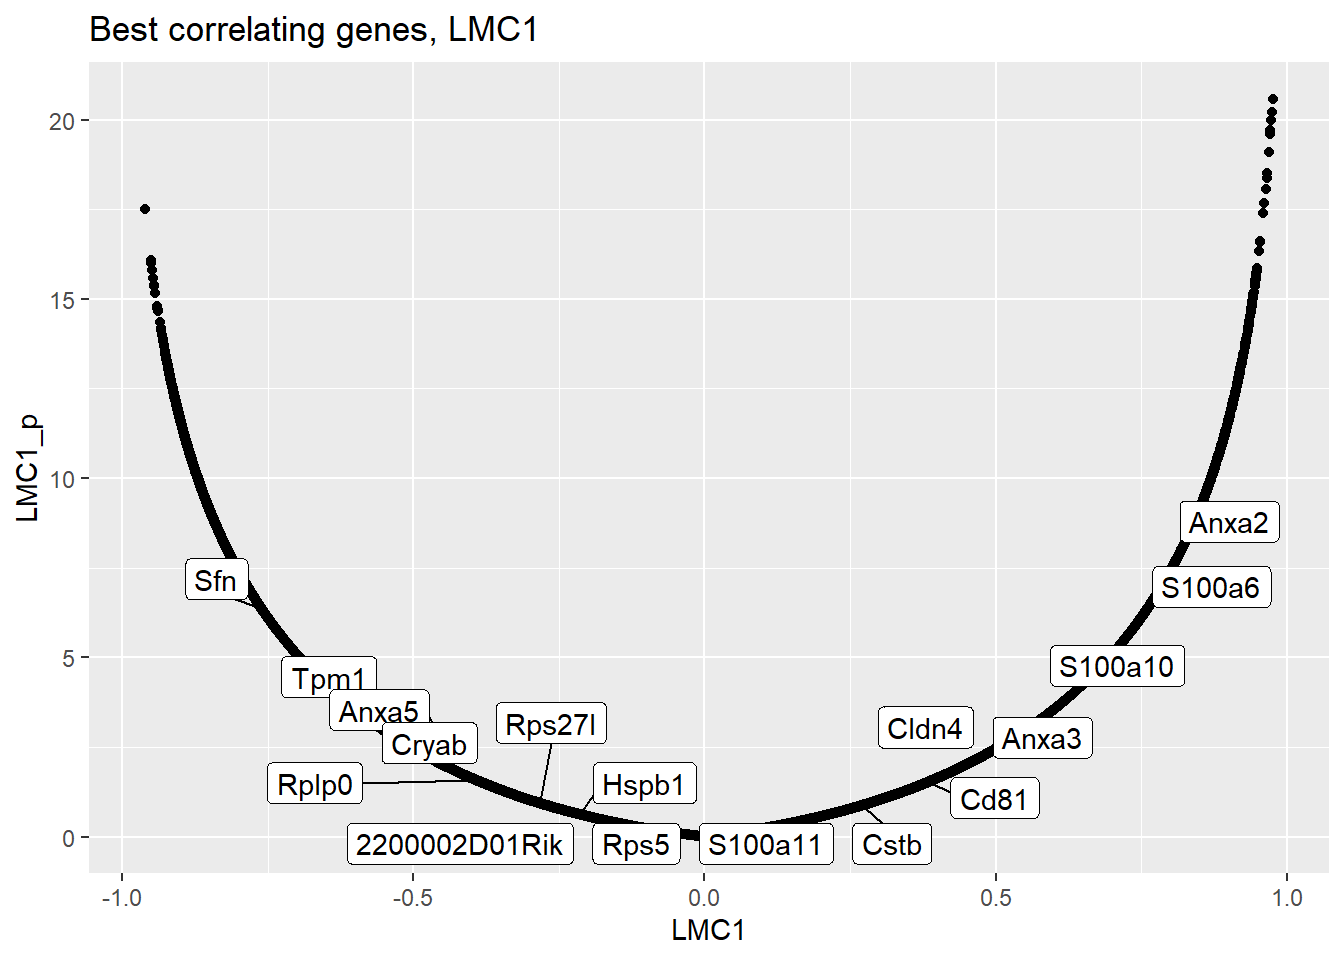 Best correlating genes, LMC1
20
15
10
5
0
LMC1_p
Anxa2
Sfn
S100a6
S100a10
Tpm1
Anxa5
Rps27l
Cldn4
Anxa3
Cryab
Rplp0
Hspb1
Cd81
2200002D01Rik
Rps5
S100a11
Cstb
-1.0
-0.5
0.0
0.5
1.0
LMC1